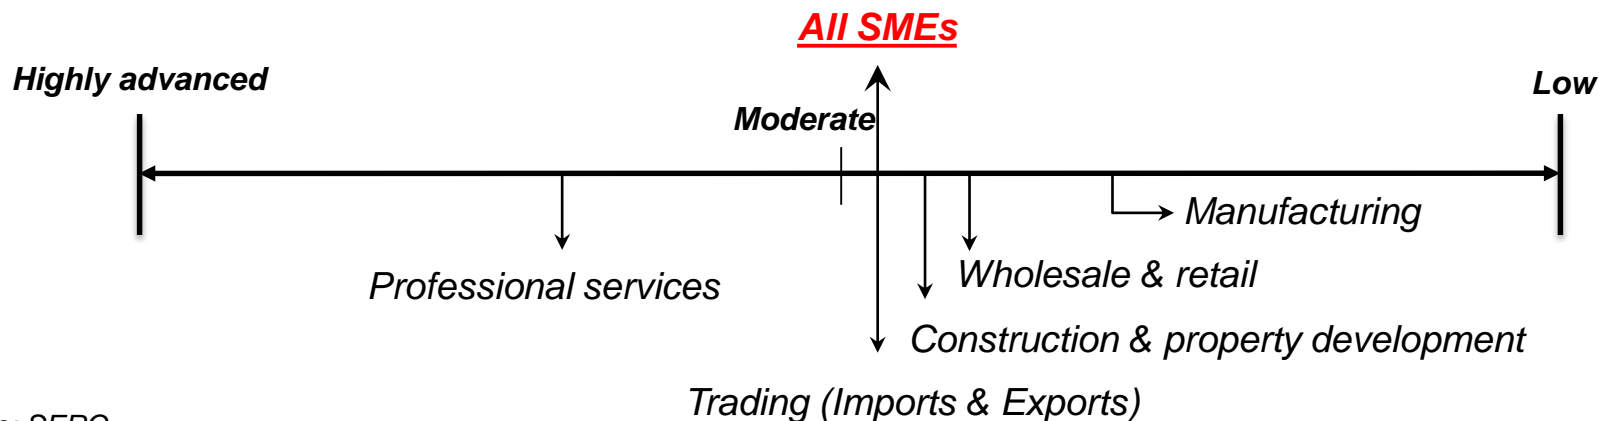 All SMEs
Highly advanced
Low
Moderate
Manufacturing
Wholesale & retail
Professional services
Construction & property development
Trading (Imports & Exports)